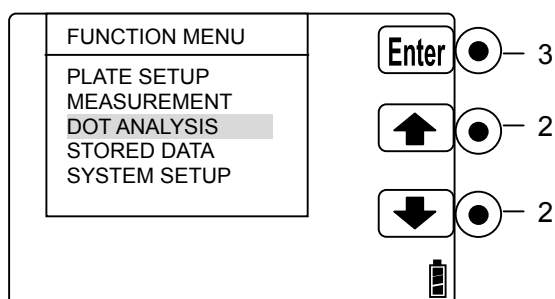 FUNCTION MENU
Enter
3
PLATE SETUP
MEASUREMENT
DOT ANALYSIS
2
STORED DATA
SYSTEM SETUP
2